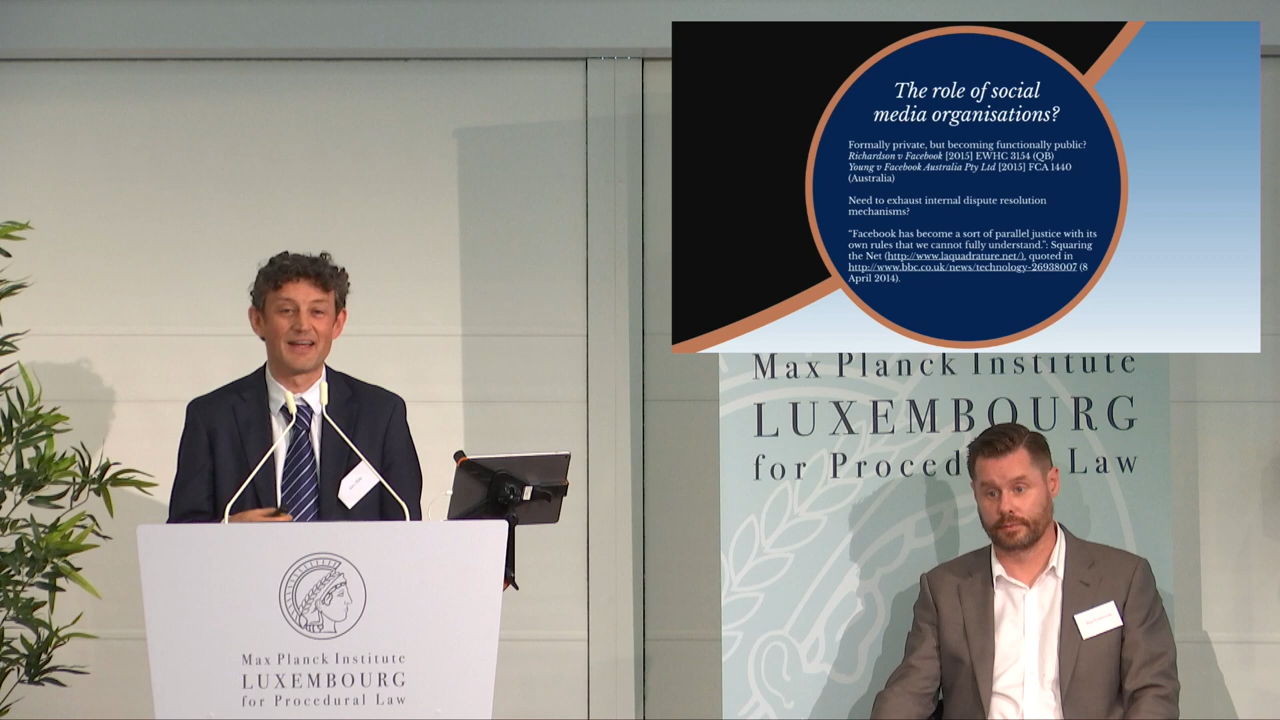 The role of social
media organisations?
Formally private, but becoming functionally public?
Richardson v Facebook [2015] EWHC 3154 (QB)
Young v Facebook Australia Pty Ltd [2015] FCA 1440
(Australia)
Need to exhaust internal dispute resolution
mechanisms?
“Facebook has become a sort of parallel justice with its
own rules that we cannot fully understand.”: Squaring
the Net (http://www.laquadrature.net/), quoted in
http://www.bbc.co.uk/news/technology-26938007 (8
April 2014).
Max Planck Institute
LUXEMBOURG
for Proced Law
Max Planck Institute
LUXEMBOURG
for Procedural Law